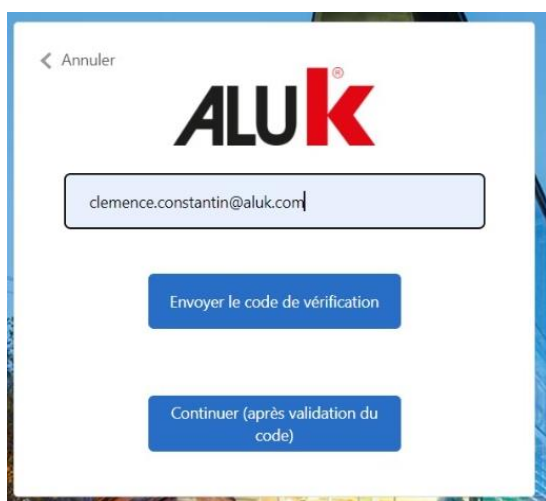 Annuler
ALUK®
clemence.constantin@aluk.com
Envoyer le code de vérification
Continuer (après validation du
code)